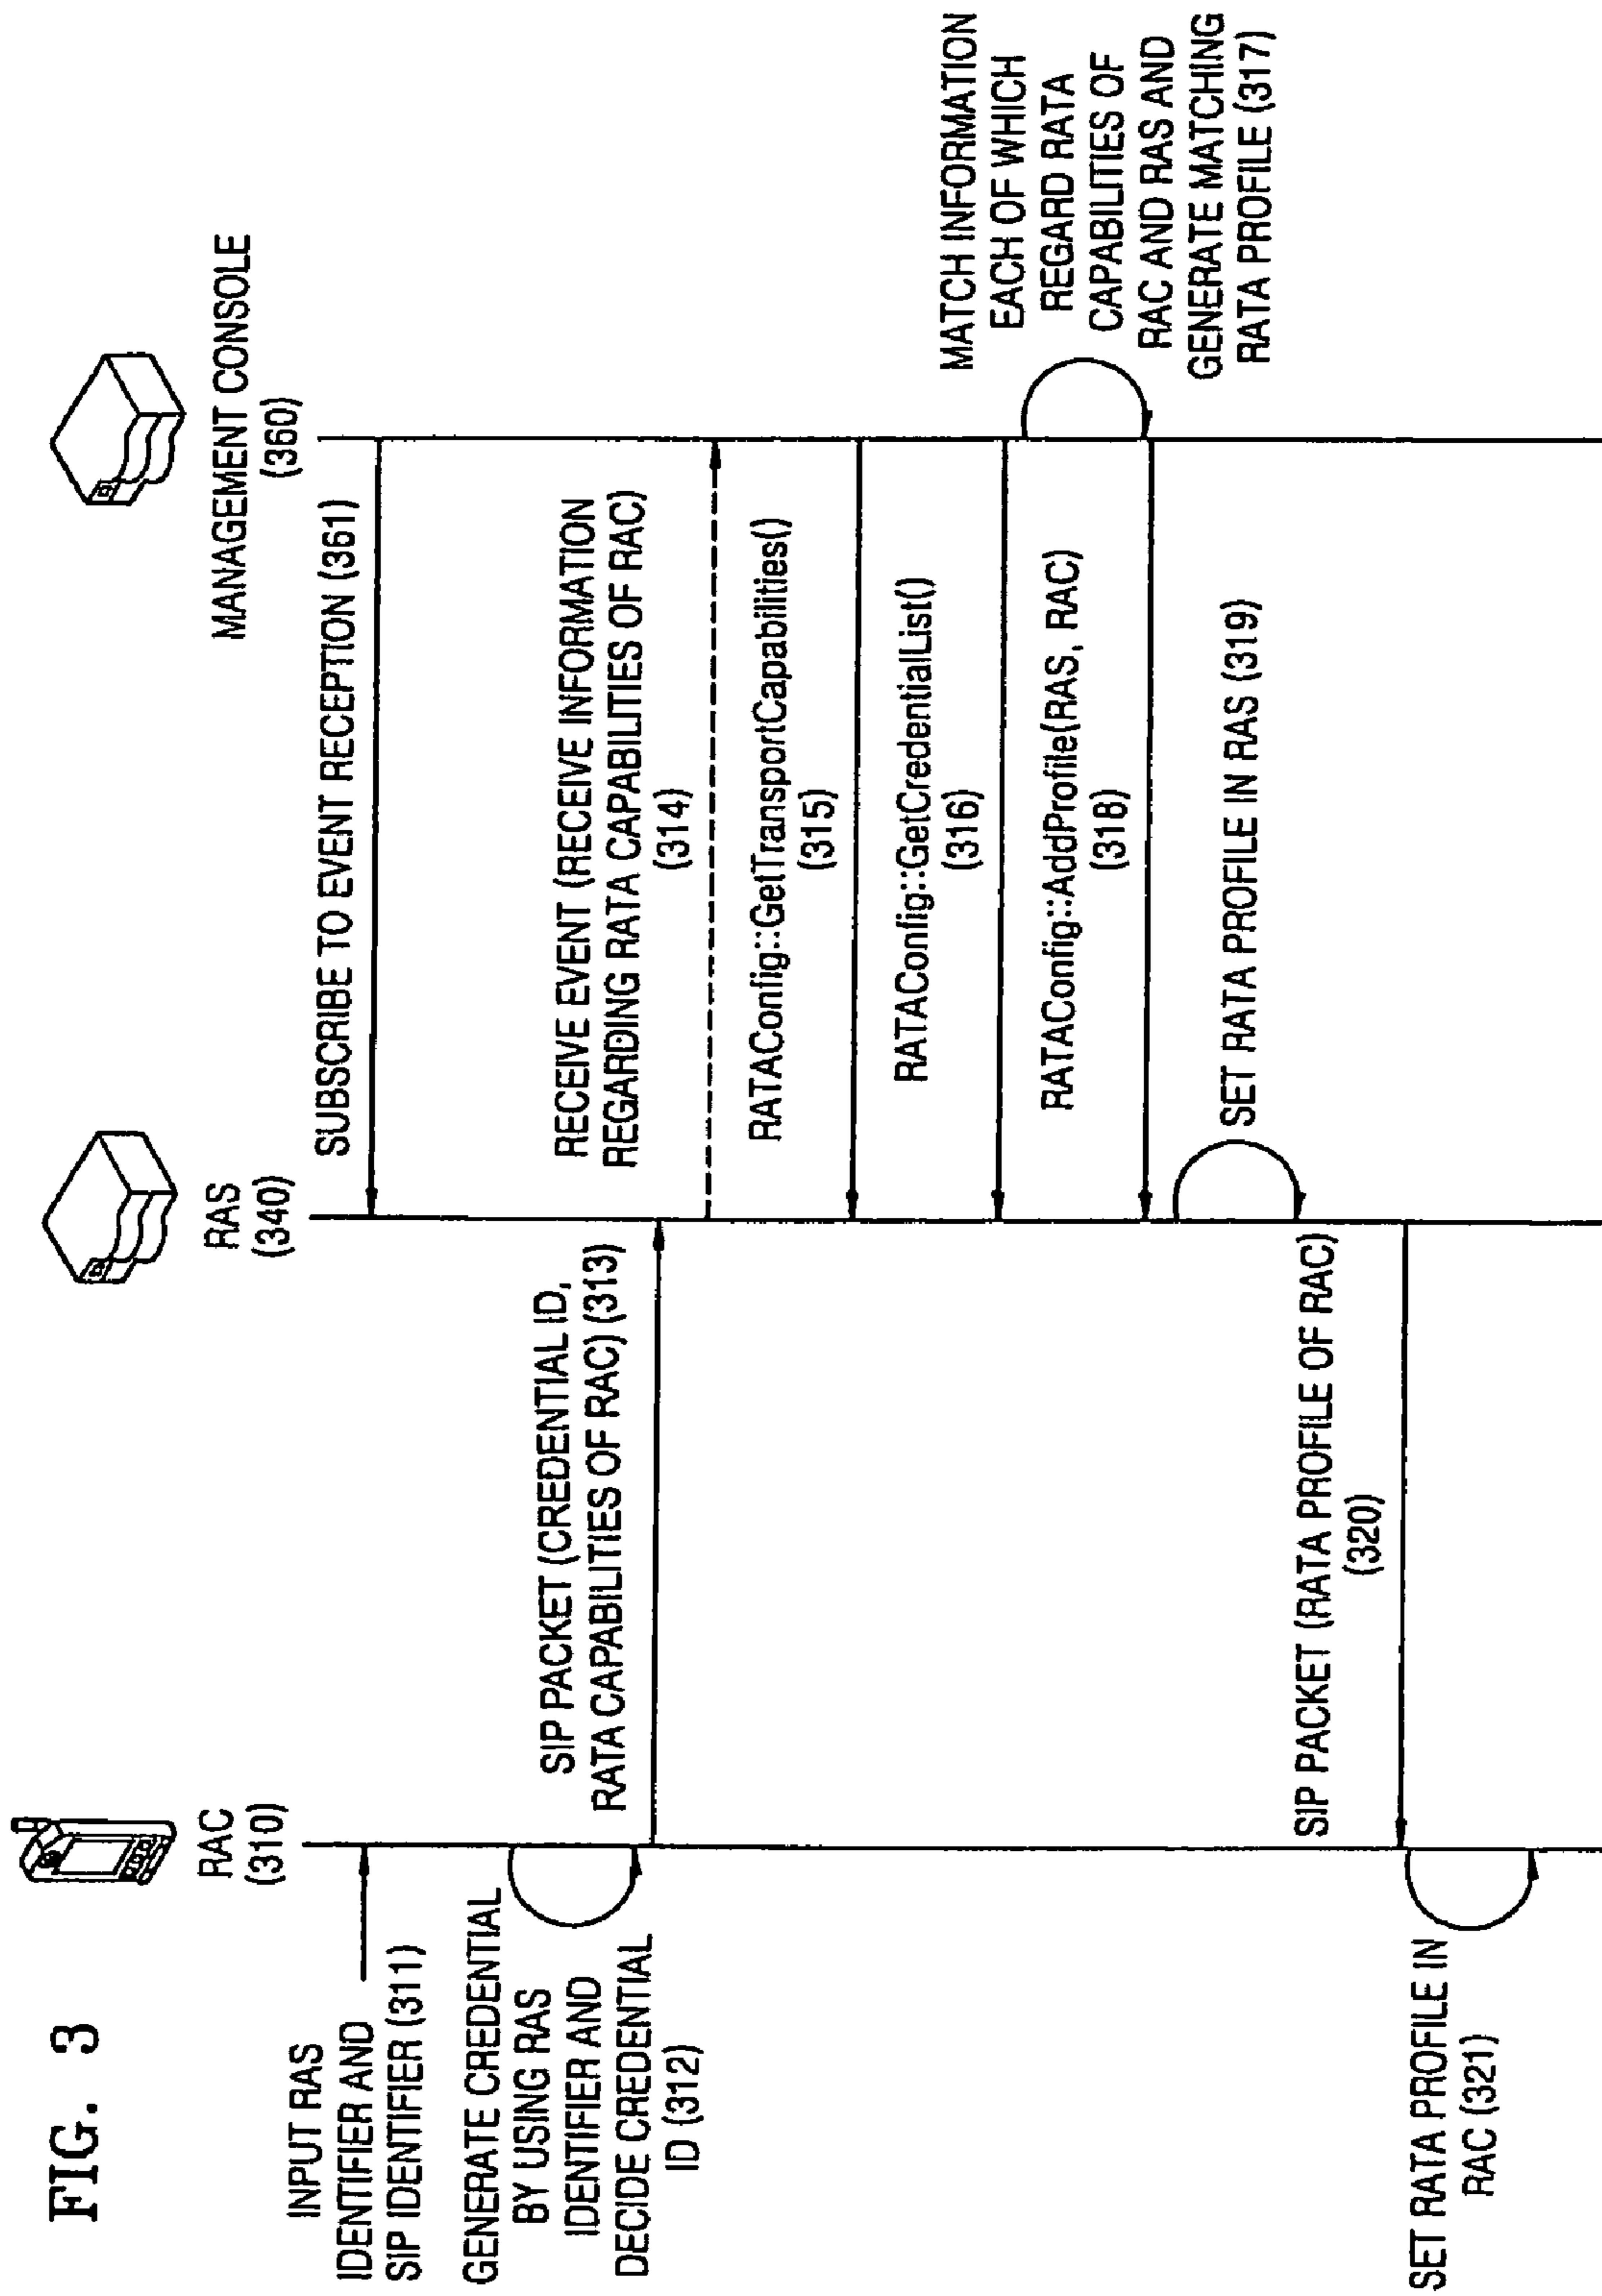 FIG. 3
RAC
(310)
RAS
(340)
MANAGEMENT CONSOLE
(360)
INPUT RAS
IDENTIFIER AND
SIP IDENTIFIER (311)
SUBSCRIBE TO EVENT RECEPTION (361)
GENERATE CREDENTIAL
BY USING RAS
IDENTIFIER AND
DECIDE CREDENTIAL
ID (312)
SIP PACKET (CREDENTIAL ID,
RATA CAPABILITIES OF RAC) (313)
RECEIVE EVENT (RECEIVE INFORMATION
REGARDING RATA CAPABILITIES OF RAC)
(314)
RATAConfig::GetTransportCapabilities()
(315)
RATAConfig::GetCredentialList()
(316)
MATCH INFORMATION
EACH OF WHICH
REGARD RATA
CAPABILITIES OF
RAC AND RAS AND
GENERATE MATCHING
RATA PROFILE (317)
RATAConfig::AddProfile(RAS, RAC)
(318)
SET RATA PROFILE IN RAS (319)
SIP PACKET (RATA PROFILE OF RAC)
(320)
SET RATA PROFILE IN
RAC (321)